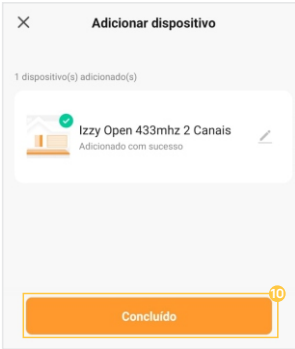 Adicionar dispositivo
1 dispositivo(s) adicionado(s)
Izzy Open 433mhz 2 Canais
Adicionado com sucesso
10
Concluído